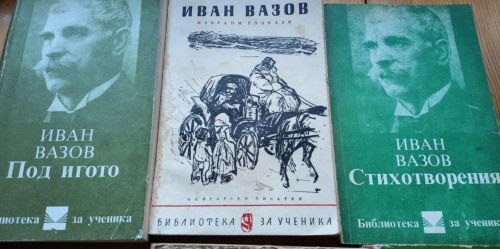 ИВАН
ВАЗОВ
Под игото
Библиотека за ученика
ИВАН ВАЗОВ
ИЗБРАНИ РАЗКАЗИ
БЪЛГАРСКИ ПИСАТЕЛ
БИБЛИОТЕКА ЗА УЧЕНИКА
ИВАН
ВАЗОВ
Стихотворения
Библиотека за ученика